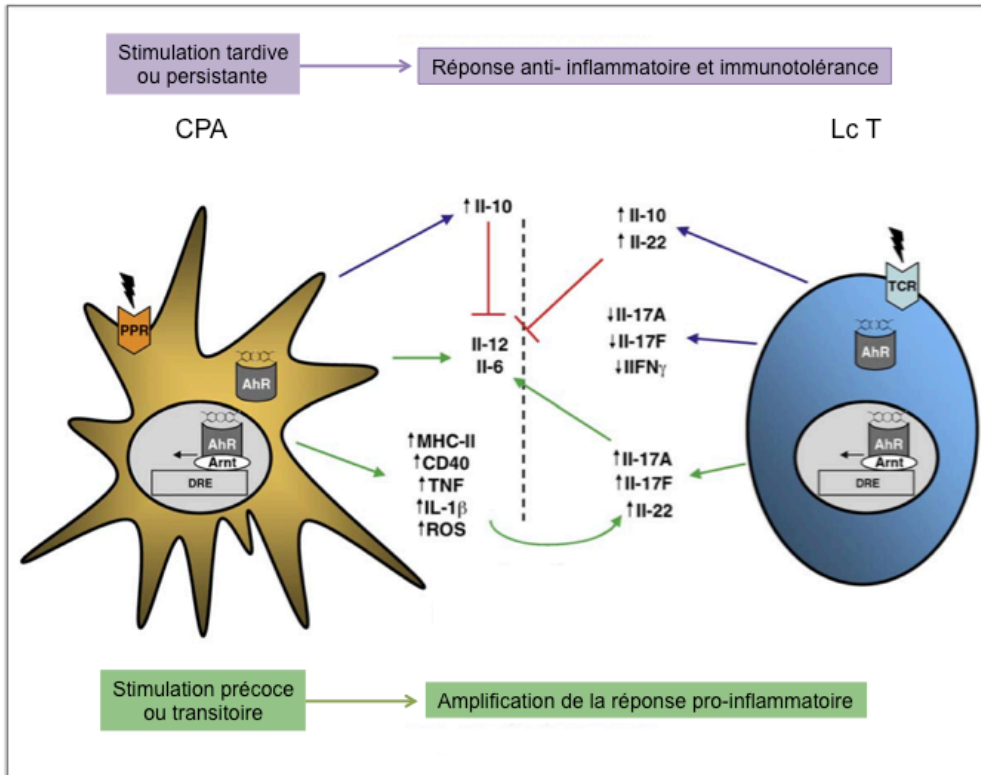 Stimulation tardive
ou persistante
Réponse anti- inflammatoire et immunotolérance
CPA
Lc T
↑ Il-10
↑ Il-10
↑ Il-22
PPR
TCR
Il-12
Il-6
↓Il-17A
↓Il-17F
↓IIFNγ
AhR
AhR
AhR
Arnt
DRE
AhR
Arnt
DRE
↑MHC-II
↑CD40
↑TNF
↑IL-1β
↑ROS
↑Il-17A
↑Il-17F
↑Il-22
Stimulation précoce
ou transitoire
Amplification de la réponse pro-inflammatoire